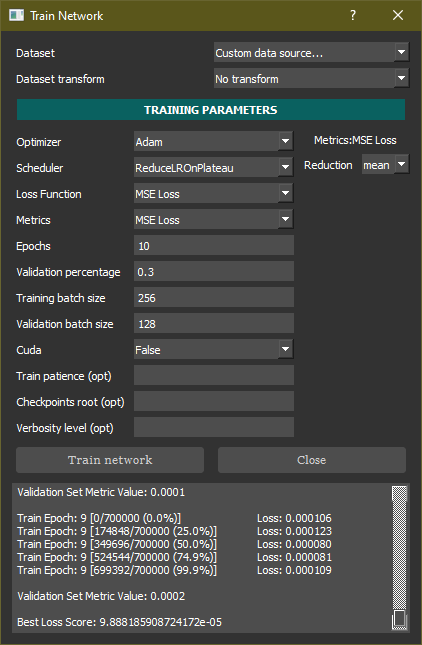 Train Network
?
Dataset Custom data source...
Dataset transform No transform
TRAINING PARAMETERS
Optimizer Adam Metrics:MSE Loss
Scheduler ReduceLROnPlateau Reduction mean
Loss Function MSE Loss
Metrics MSE Loss
Epochs 10
Validation percentage 0.3
Training batch size 256
Validation batch size 128
Cuda False
Train patience (opt)
Checkpoints root (opt)
Verbosity level (opt)
Train network Close
Validation Set Metric Value: 0.0001
Train Epoch: 9 [0/700000 (0.0%)] Loss: 0.000106
Train Epoch: 9 [174848/700000 (25.0%)] Loss: 0.000123
Train Epoch: 9 [349696/700000 (50.0%)] Loss: 0.000080
Train Epoch: 9 [524544/700000 (74.9%)] Loss: 0.000081
Train Epoch: 9 [699392/700000 (99.9%)] Loss: 0.000109
Validation Set Metric Value: 0.0002
Best Loss Score: 9.888185908724172e-05